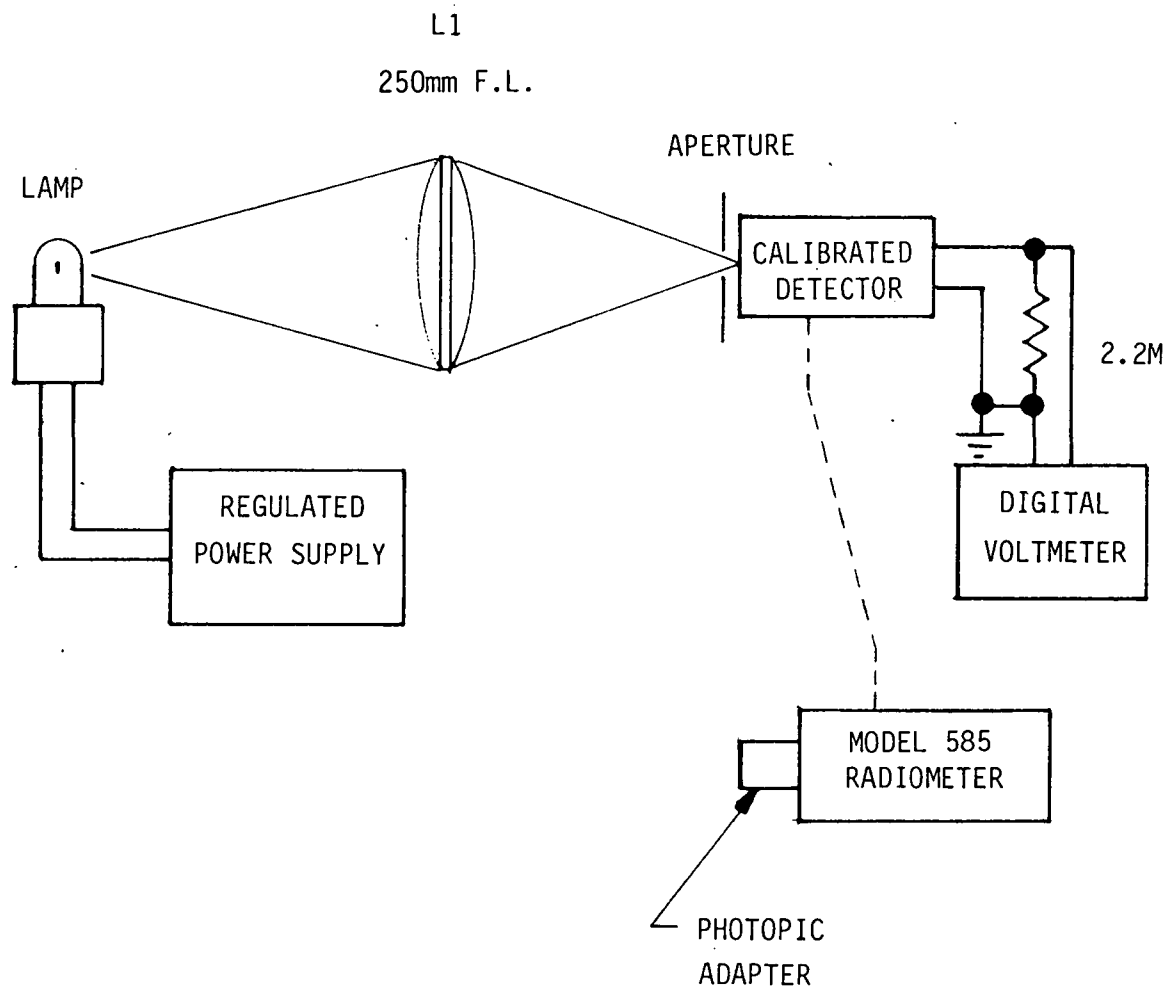 L1
250mm F.L.
APERTURE
LAMP
CALIBRATED
DETECTOR
2.2M
REGULATED
POWER SUPPLY
DIGITAL
VOLTMETER
MODEL 585
RADIOMETER
PHOTOPIC
ADAPTER